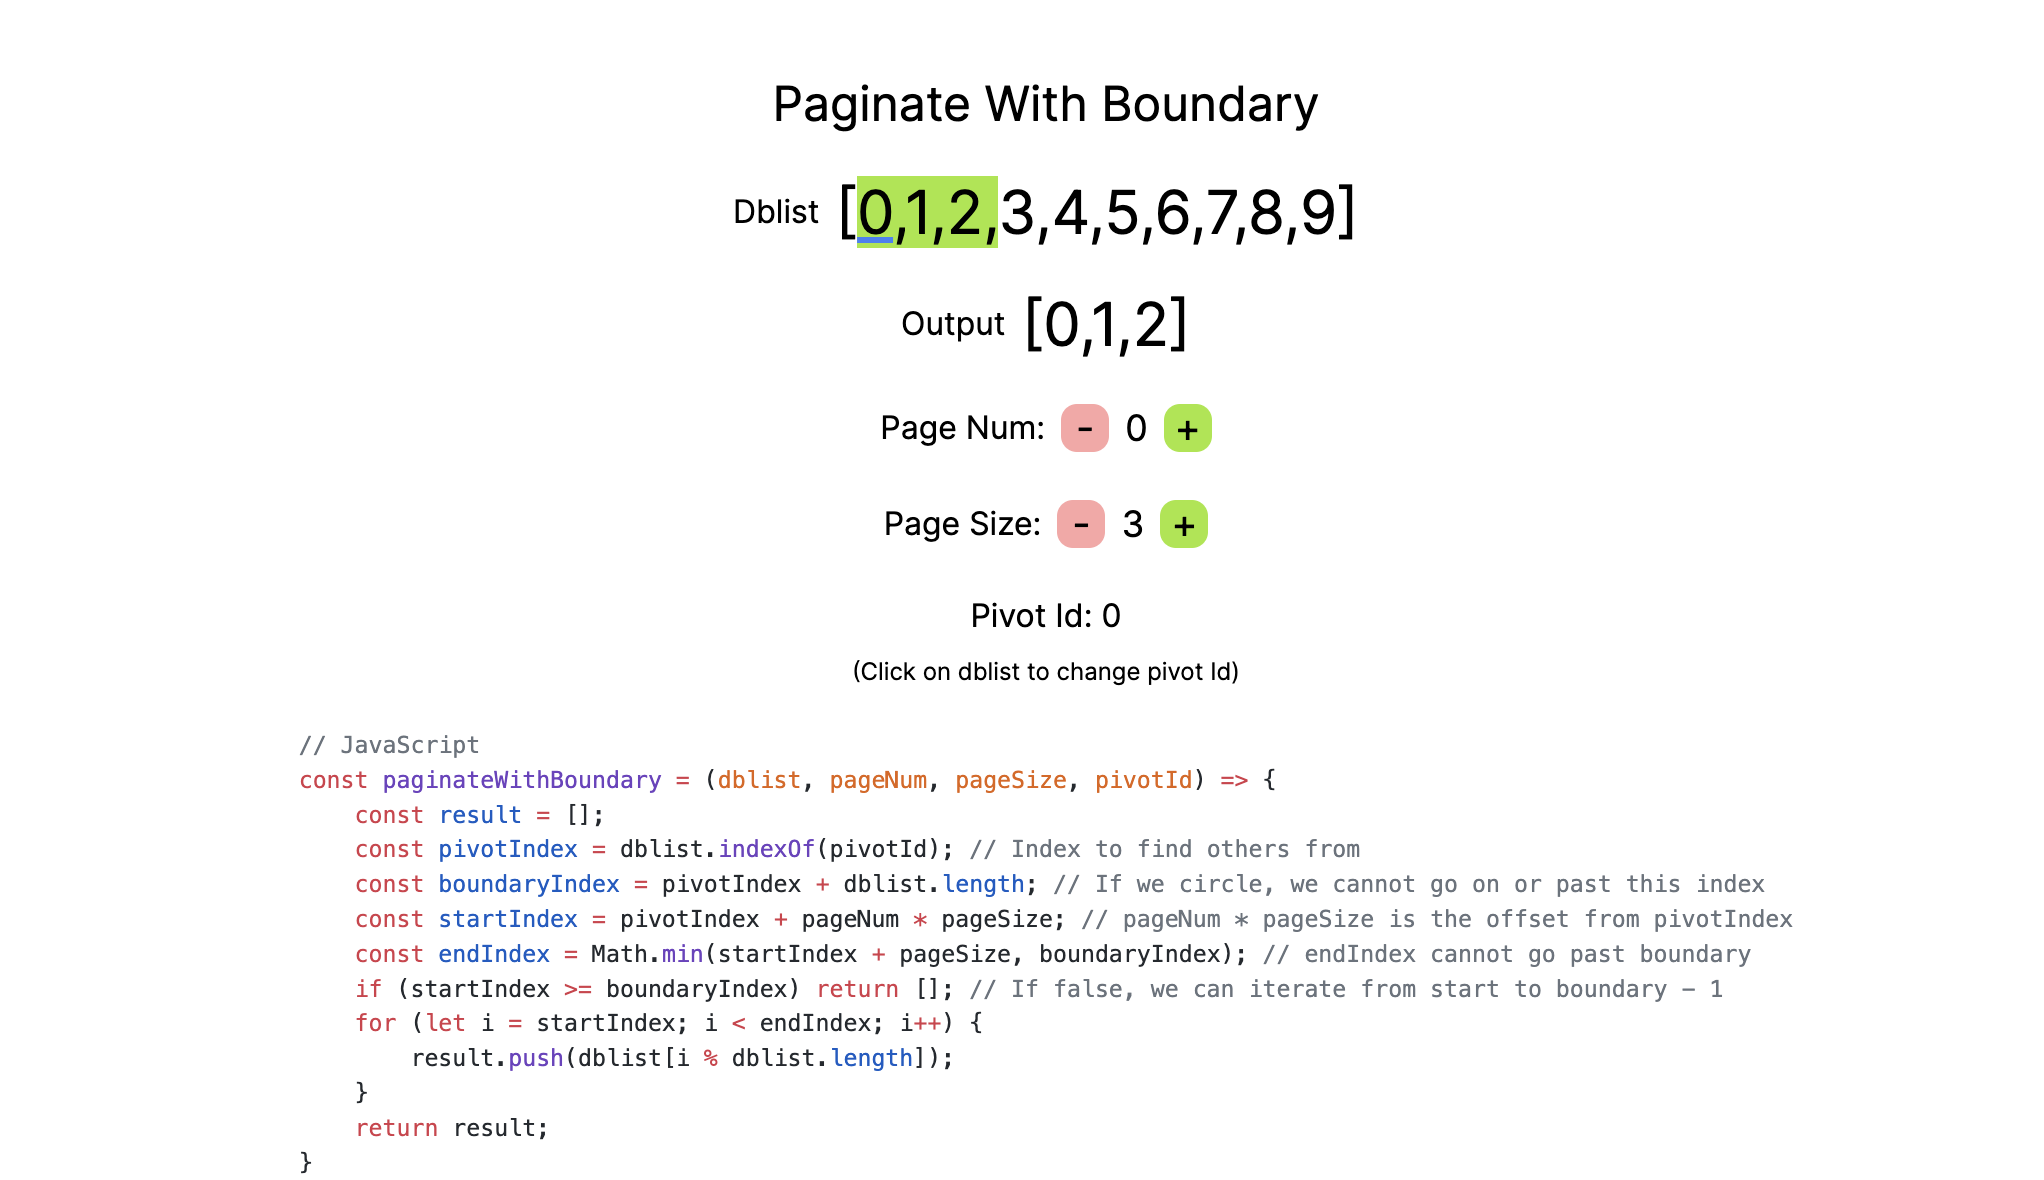 Paginate With Boundary
Dblist [0,1,2,3,4,5,6,7,8,9]
Output [0,1,2]
Page Num: - 0 +
Page Size: - 3 +
Pivot Id: 0
(Click on dblist to change pivot Id)
// JavaScript
const paginateWithBoundary = (dblist, pageNum, pageSize, pivotId) => {
    const result = [];
    const pivotIndex = dblist.indexOf(pivotId); // Index to find others from
    const boundaryIndex = pivotIndex + dblist.length; // If we circle, we cannot go on or past this index
    const startIndex = pivotIndex + pageNum * pageSize; // pageNum * pageSize is the offset from pivotIndex
    const endIndex = Math.min(startIndex + pageSize, boundaryIndex); // endIndex cannot go past boundary
    if (startIndex >= boundaryIndex) return []; // If false, we can iterate from start to boundary - 1
    for (let i = startIndex; i < endIndex; i++) {
        result.push(dblist[i % dblist.length]);
    }
    return result;
}